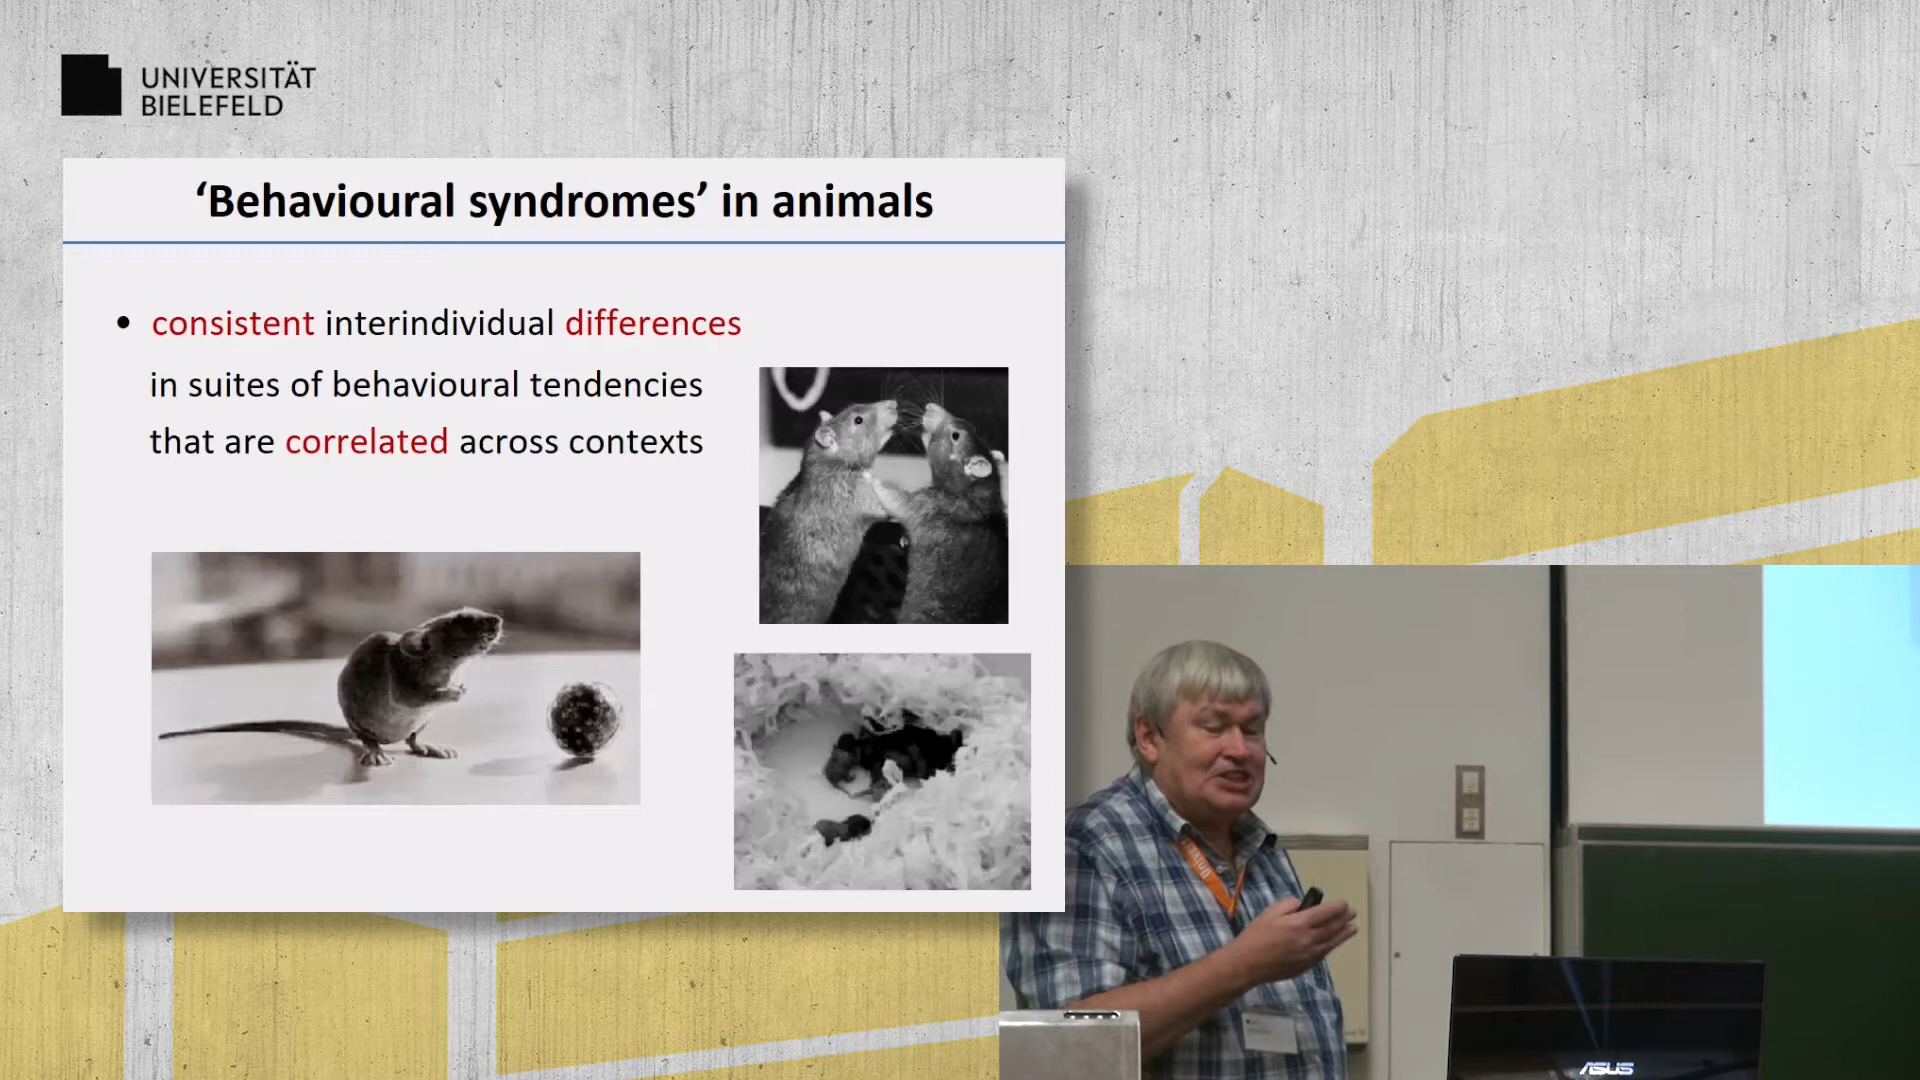 UNIVERSITÄT
BIELEFELD
‘Behavioural syndromes’ in animals
• consistent interindividual differences
in suites of behavioural tendencies
that are correlated across contexts
Univer
ASUS